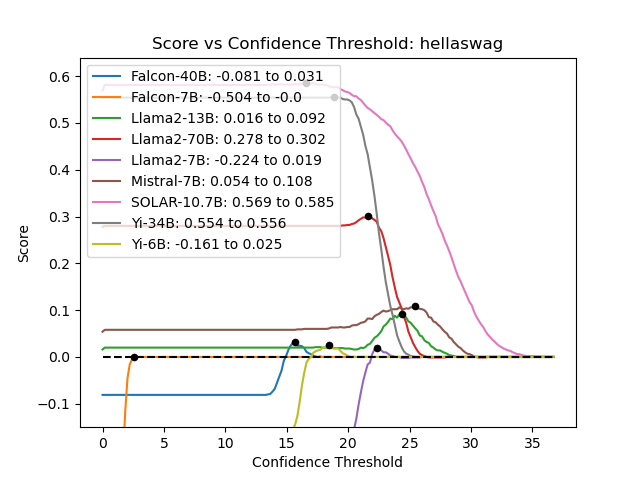 Score vs Confidence Threshold: hellaswag
Falcon-40B: -0.081 to 0.031
Falcon-7B: -0.504 to -0.0
Llama2-13B: 0.016 to 0.092
Llama2-70B: 0.278 to 0.302
Llama2-7B: -0.224 to 0.019
Mistral-7B: 0.054 to 0.108
SOLAR-10.7B: 0.569 to 0.585
Yi-34B: 0.554 to 0.556
Yi-6B: -0.161 to 0.025
Score
0.6
0.5
0.4
0.3
0.2
0.1
0.0
−0.1
0 5 10 15 20 25 30 35
Confidence Threshold